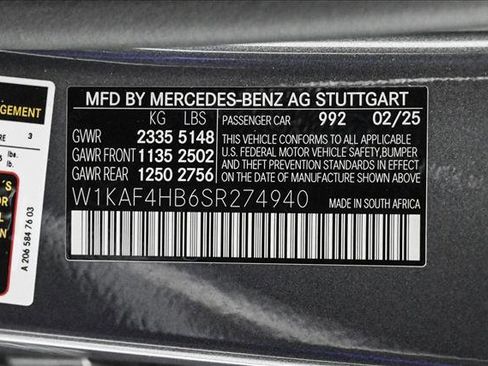 MFD BY MERCEDES-BENZ AG STUTTGART
KG LBS
PASSENGER CAR 992 02/25
GVWR 2335 5148
GAWR FRONT 1135 2502
GAWR REAR 1250 2756
THIS VEHICLE CONFORMS TO ALL APPLICABLE
U.S. FEDERAL MOTOR VEHICLE SAFETY,BUMPER
AND THEFT PREVENTION STANDARDS IN EFFECT
ON THE DATE OF MANUFACTURE SHOWN ABOVE.
W1KAF4HB6SR274940
MADE IN SOUTH AFRICA
3
lbs.
lb.
A 206 584 76 03